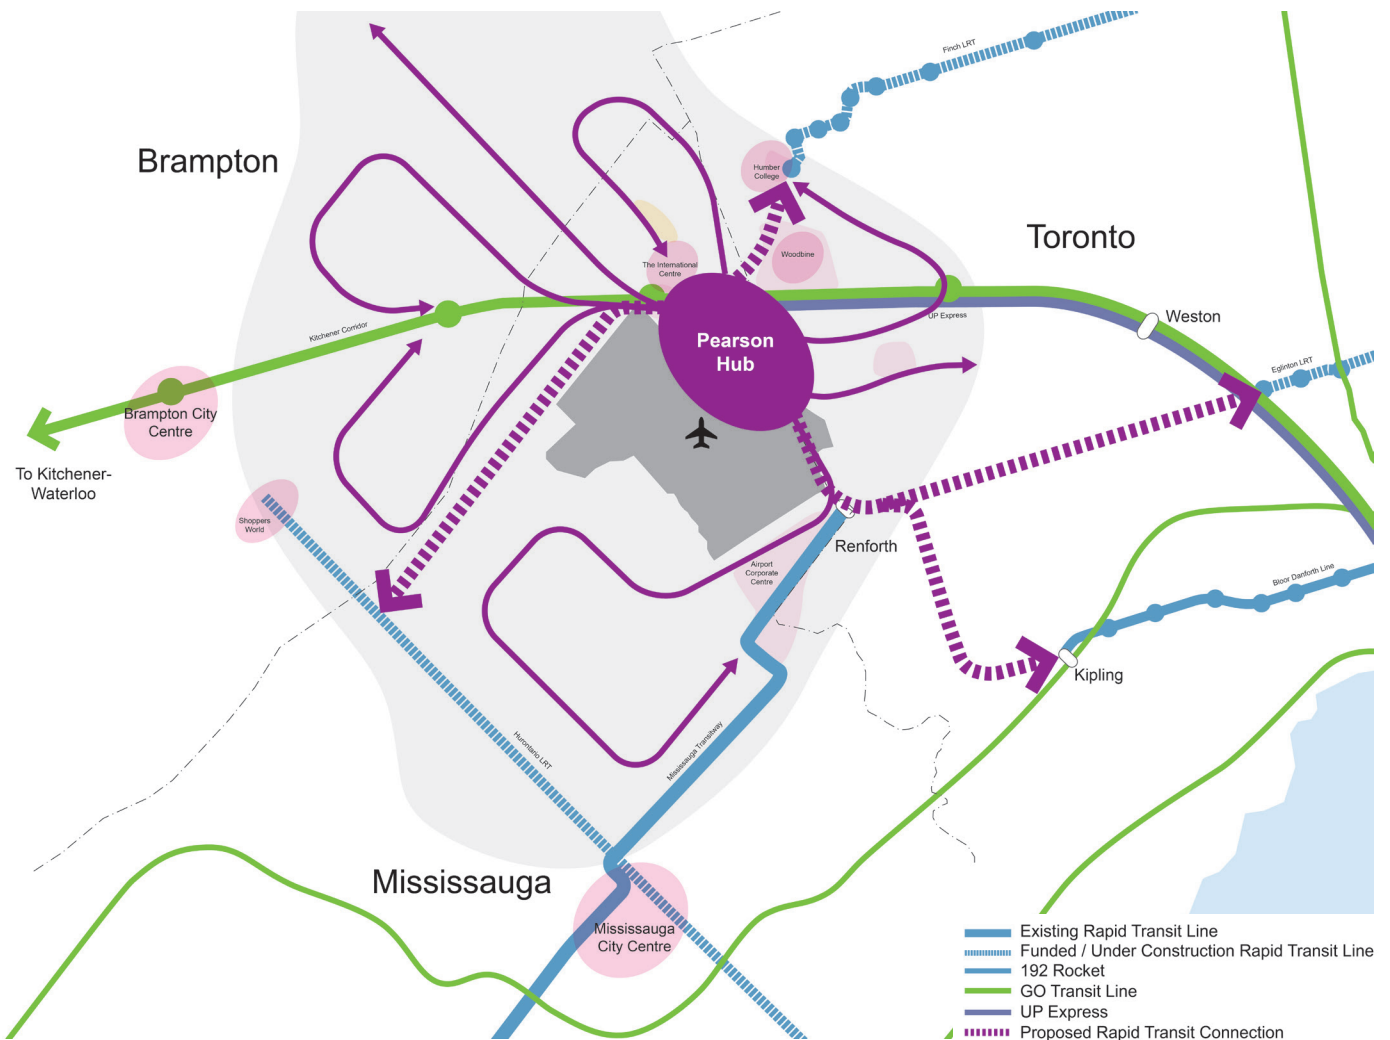 Finch LRT
Brampton
Humber
College
Toronto
Woodbine
The International
Centre
UP Express
Weston
Kitchener Corridor
Pearson
Hub
Eglinton LRT
Brampton City
Centre
To Kitchener-
Waterloo
Shoppers
World
Renforth
Airport
Corporate
Centre
Bloor Danforth Line
Kipling
Hurontario LRT
Mississauga Transitway
Mississauga
Mississauga
City Centre
Existing Rapid Transit Line
Funded / Under Construction Rapid Transit Line
192 Rocket
GO Transit Line
UP Express
Proposed Rapid Transit Connection